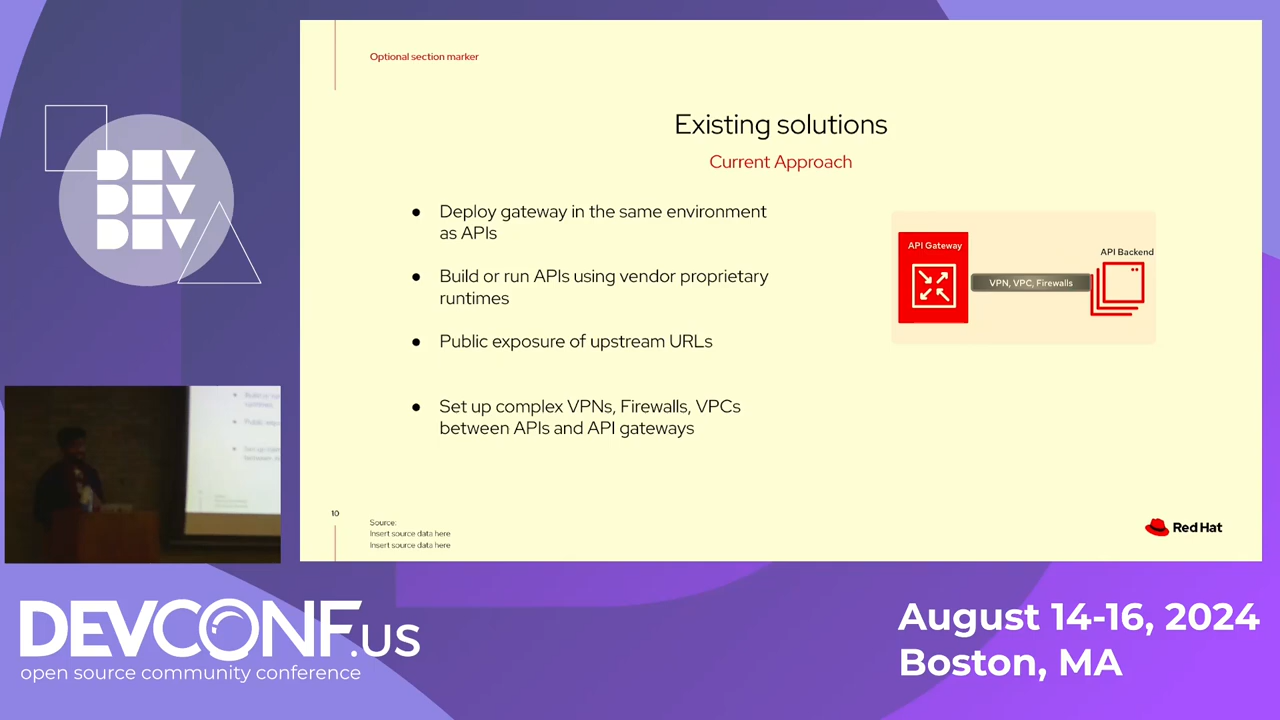 Optional section marker
Existing solutions
Current Approach
● Deploy gateway in the same environment
as APIs
● Build or run APIs using vendor proprietary
runtimes
● Public exposure of upstream URLs
● Set up complex VPNs, Firewalls, VPCs
between APIs and API gateways
API Gateway
VPN, VPC, Firewalls
API Backend
10
Source:
Insert source data here
Insert source data here
Red Hat
DEV
DEV
DEV
DEVCONF.us
open source community conference
August 14-16, 2024
Boston, MA